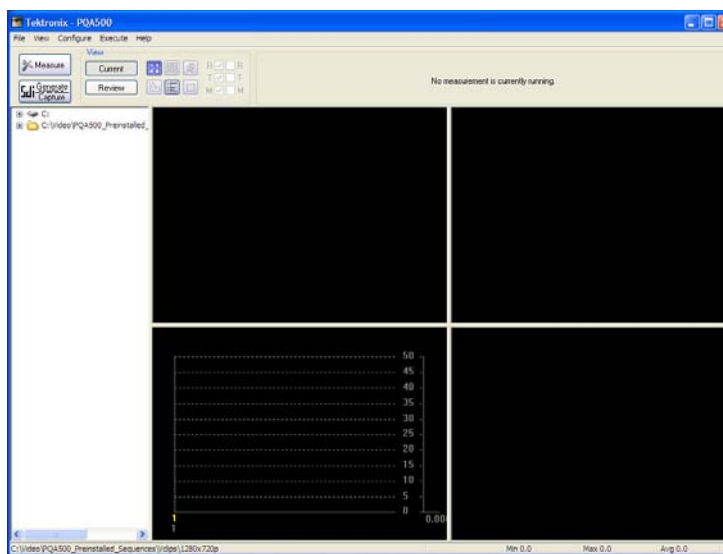 Tektronix - PQA500
File View Configure Execute Help
View
Measure
Current
R R
T T
M M
No measurement is currently running.
Sdi Generate Capture
Review
C:
C:\Video\PQA500_Preinstalled_
50
45
40
35
30
25
20
15
10
5
0
1
1
0.00
C:\Video\PQA500_Preinstalled_Sequences\Vclips\1280x720p
Min 0.0 Max 0.0 Avg 0.0